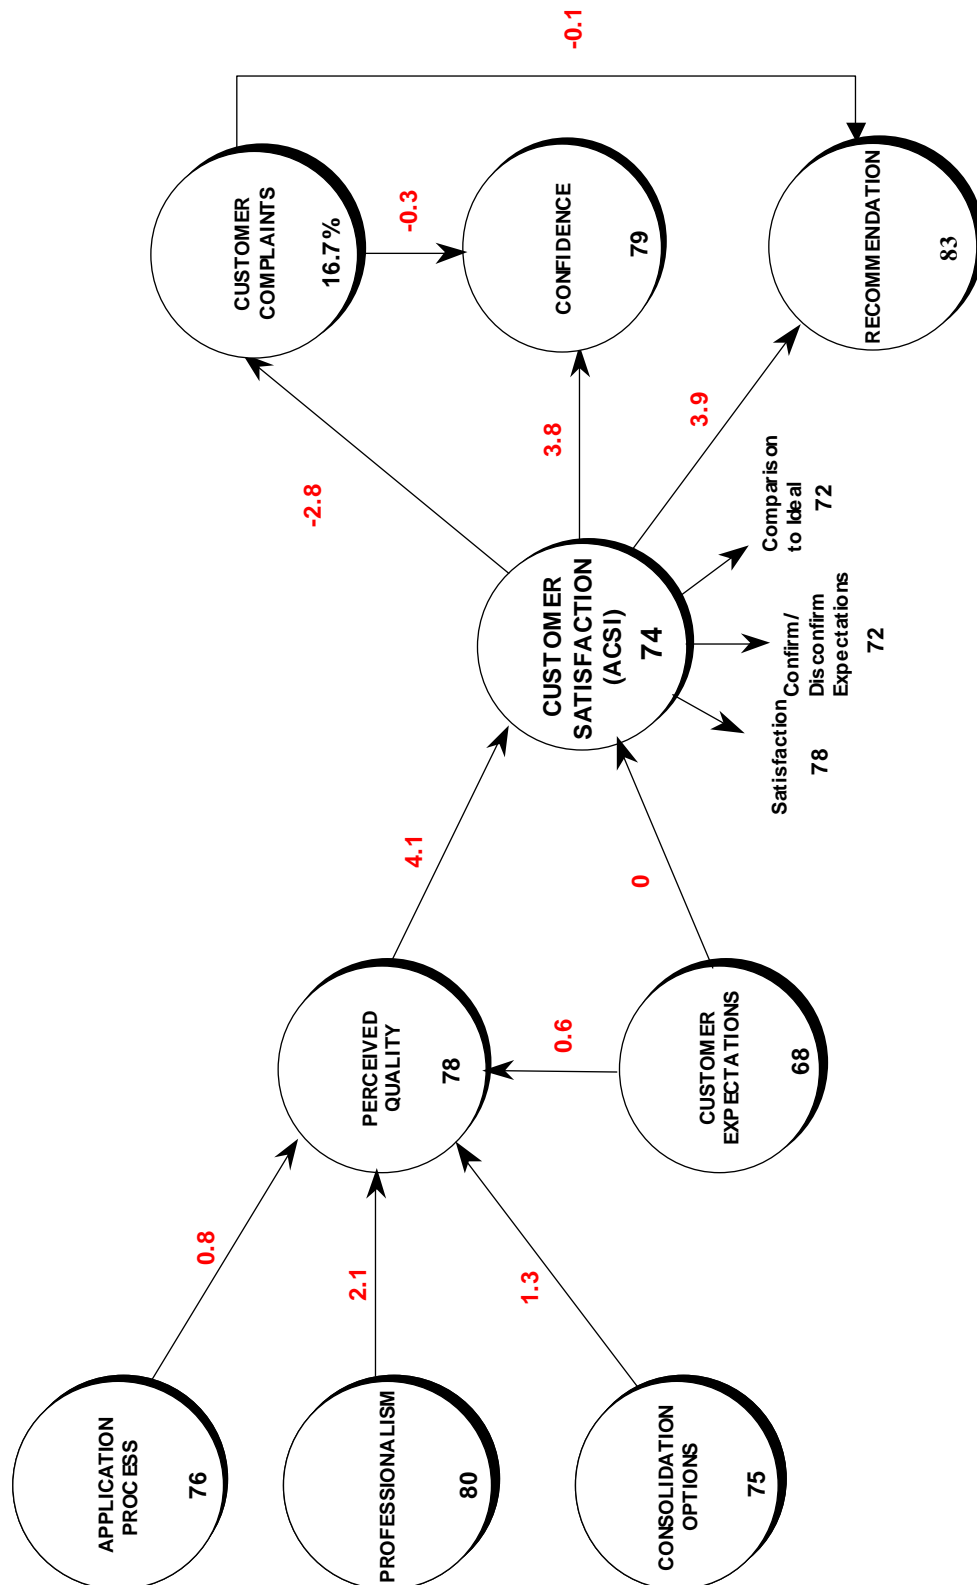 APPLICATION
PROCESS
76
PROFESSIONALISM
80
CONSOLIDATION
OPTIONS
75
0.8
2.1
1.3
PERCEIVED
QUALITY
78
0.6
CUSTOMER
EXPECTATIONS
68
4.1
0
CUSTOMER
SATISFACTION
(ACSI)
74
Satisfaction
78
Confirm/
Disconfirm
Expectations
72
Comparison
to Ideal
72
-2.8
3.8
3.9
CUSTOMER
COMPLAINTS
16.7%
-0.3
CONFIDENCE
79
RECOMMENDATION
83
-0.1